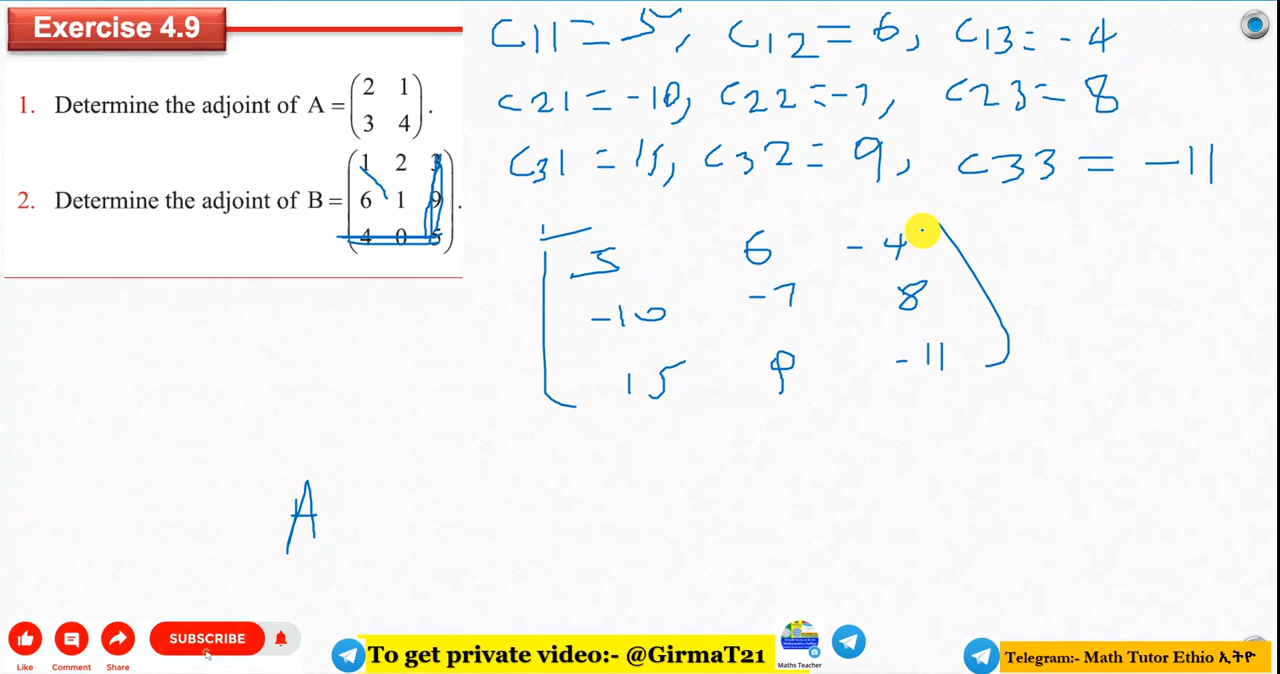 Exercise 4.9
1. Determine the adjoint of A = (2 1
3 4).
2. Determine the adjoint of B = (1 2 3
6 1 9
4 0 5).
C11 = 5, C12 = 6, C13 = -4
C21 = -10, C22 = -7, C23 = 8
C31 = 15, C32 = 9, C33 = -11
5 6 -4
-10 -7 8
15 9 -11
A
Like
Comment
Share
SUBSCRIBE
To get private video:- @GirmaT21
Maths Teacher
Telegram:- Math Tutor Ethio ኢትዮ